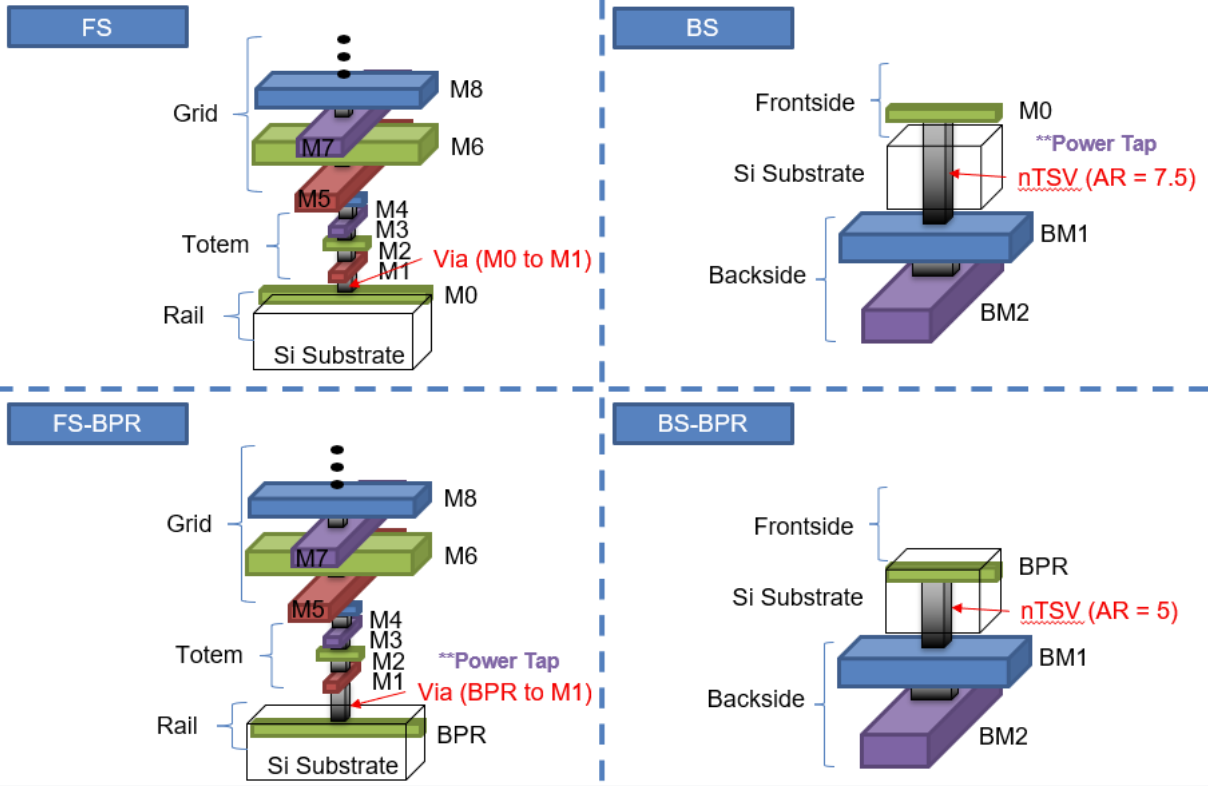 FS
Grid
M8
M7
M6
M5
Totem
M4
M3
M2
M1
Via (M0 to M1)
Rail
M0
Si Substrate
BS
Frontside
M0
**Power Tap
Si Substrate
nTSV (AR = 7.5)
BM1
Backside
BM2
FS-BPR
Grid
M8
M7
M6
M5
Totem
M4
M3
M2
M1
**Power Tap
Via (BPR to M1)
Rail
BPR
Si Substrate
BS-BPR
Frontside
BPR
Si Substrate
nTSV (AR = 5)
BM1
Backside
BM2